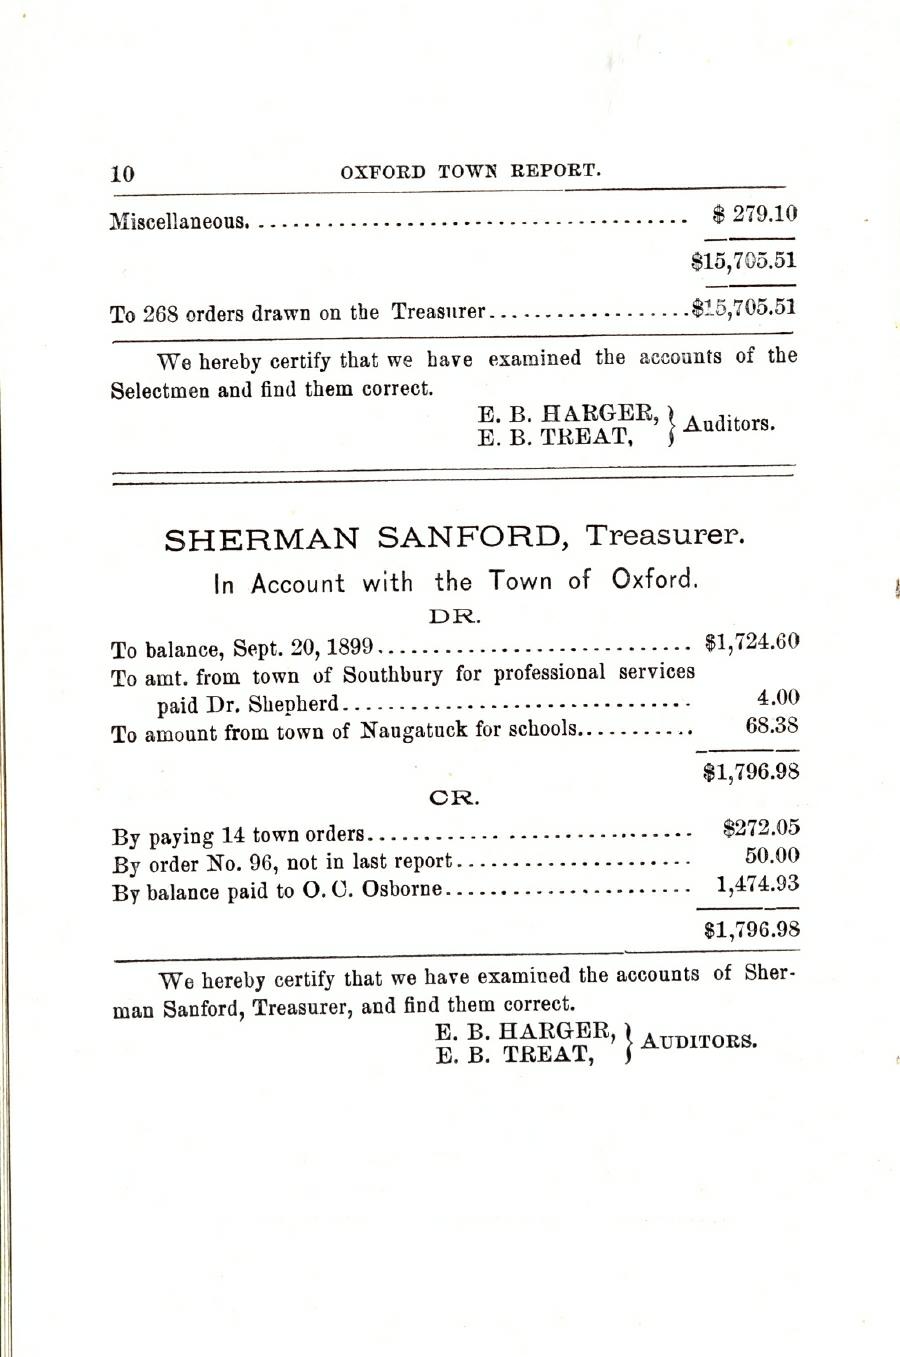 10 OXFORD TOWN REPORT.
Miscellaneous. $ 279.10
$15,705.51
To 268 orders drawn on the Treasurer $15,705.51
We hereby certify that we have examined the accounts of the
Selectmen and find them correct.
E. B. HARGER, } Auditors.
E. B. TREAT,
SHERMAN SANFORD, Treasurer.
In Account with the Town of Oxford.
DR.
To balance, Sept. 20, 1899 $1,724.60
To amt. from town of Southbury for professional services
paid Dr. Shepherd 4.00
To amount from town of Naugatuck for schools 68.38
$1,796.98
CR.
By paying 14 town orders $272.05
By order No. 96, not in last report 50.00
By balance paid to O. C. Osborne 1,474.93
$1,796.98
We hereby certify that we have examined the accounts of Sher-
man Sanford, Treasurer, and find them correct.
E. B. HARGER, } AUDITORS.
E. B. TREAT,